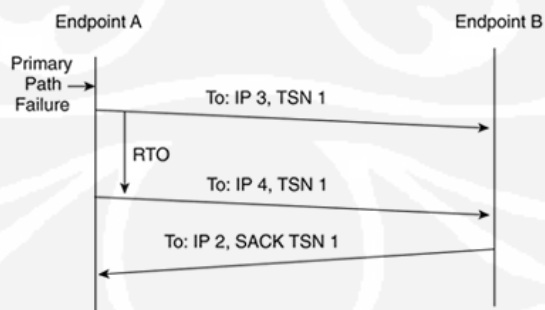 Endpoint A
Endpoint B
Primary
Path
Failure
To: IP 3, TSN 1
RTO
To: IP 4, TSN 1
To: IP 2, SACK TSN 1